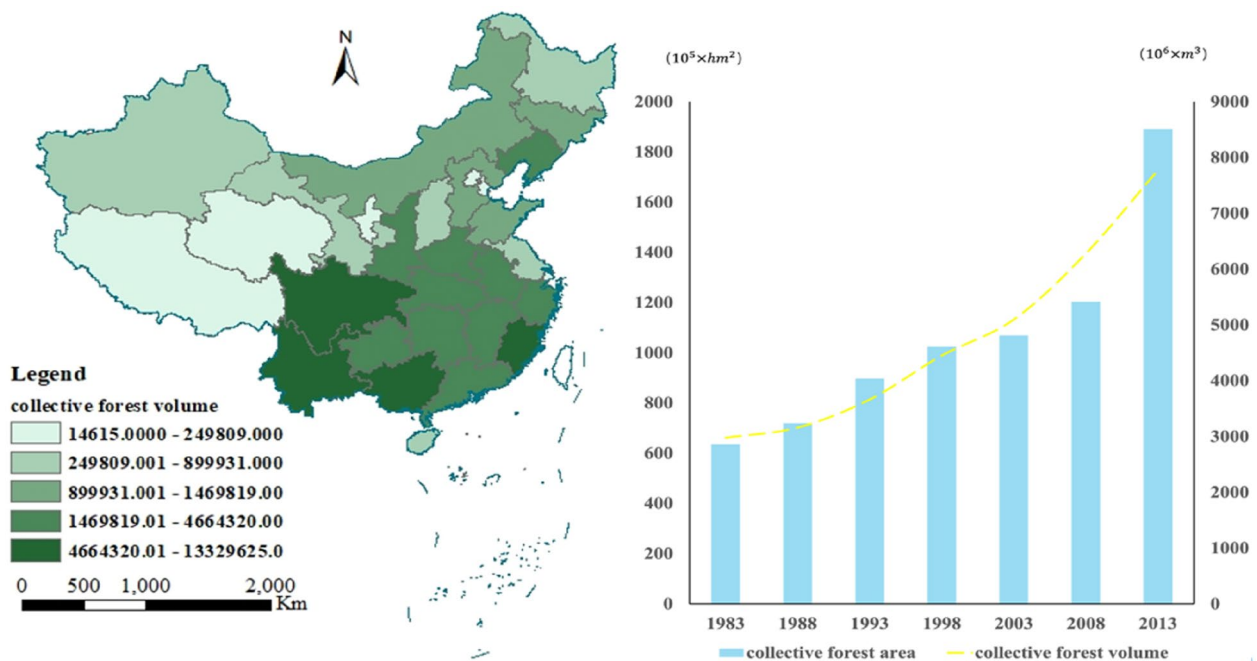 N
Legend
collective forest volume
14615.0000 - 249809.000
249809.001 - 899931.000
899931.001 - 1469819.00
1469819.01 - 4664320.00
4664320.01 - 13329625.0
0 500 1,000 2,000
Km
(10⁵×hm²)
(10⁶×m³)
2000
1800
1600
1400
1200
1000
800
600
400
200
0
9000
8000
7000
6000
5000
4000
3000
2000
1000
0
1983 1988 1993 1998 2003 2008 2013
collective forest area
collective forest volume